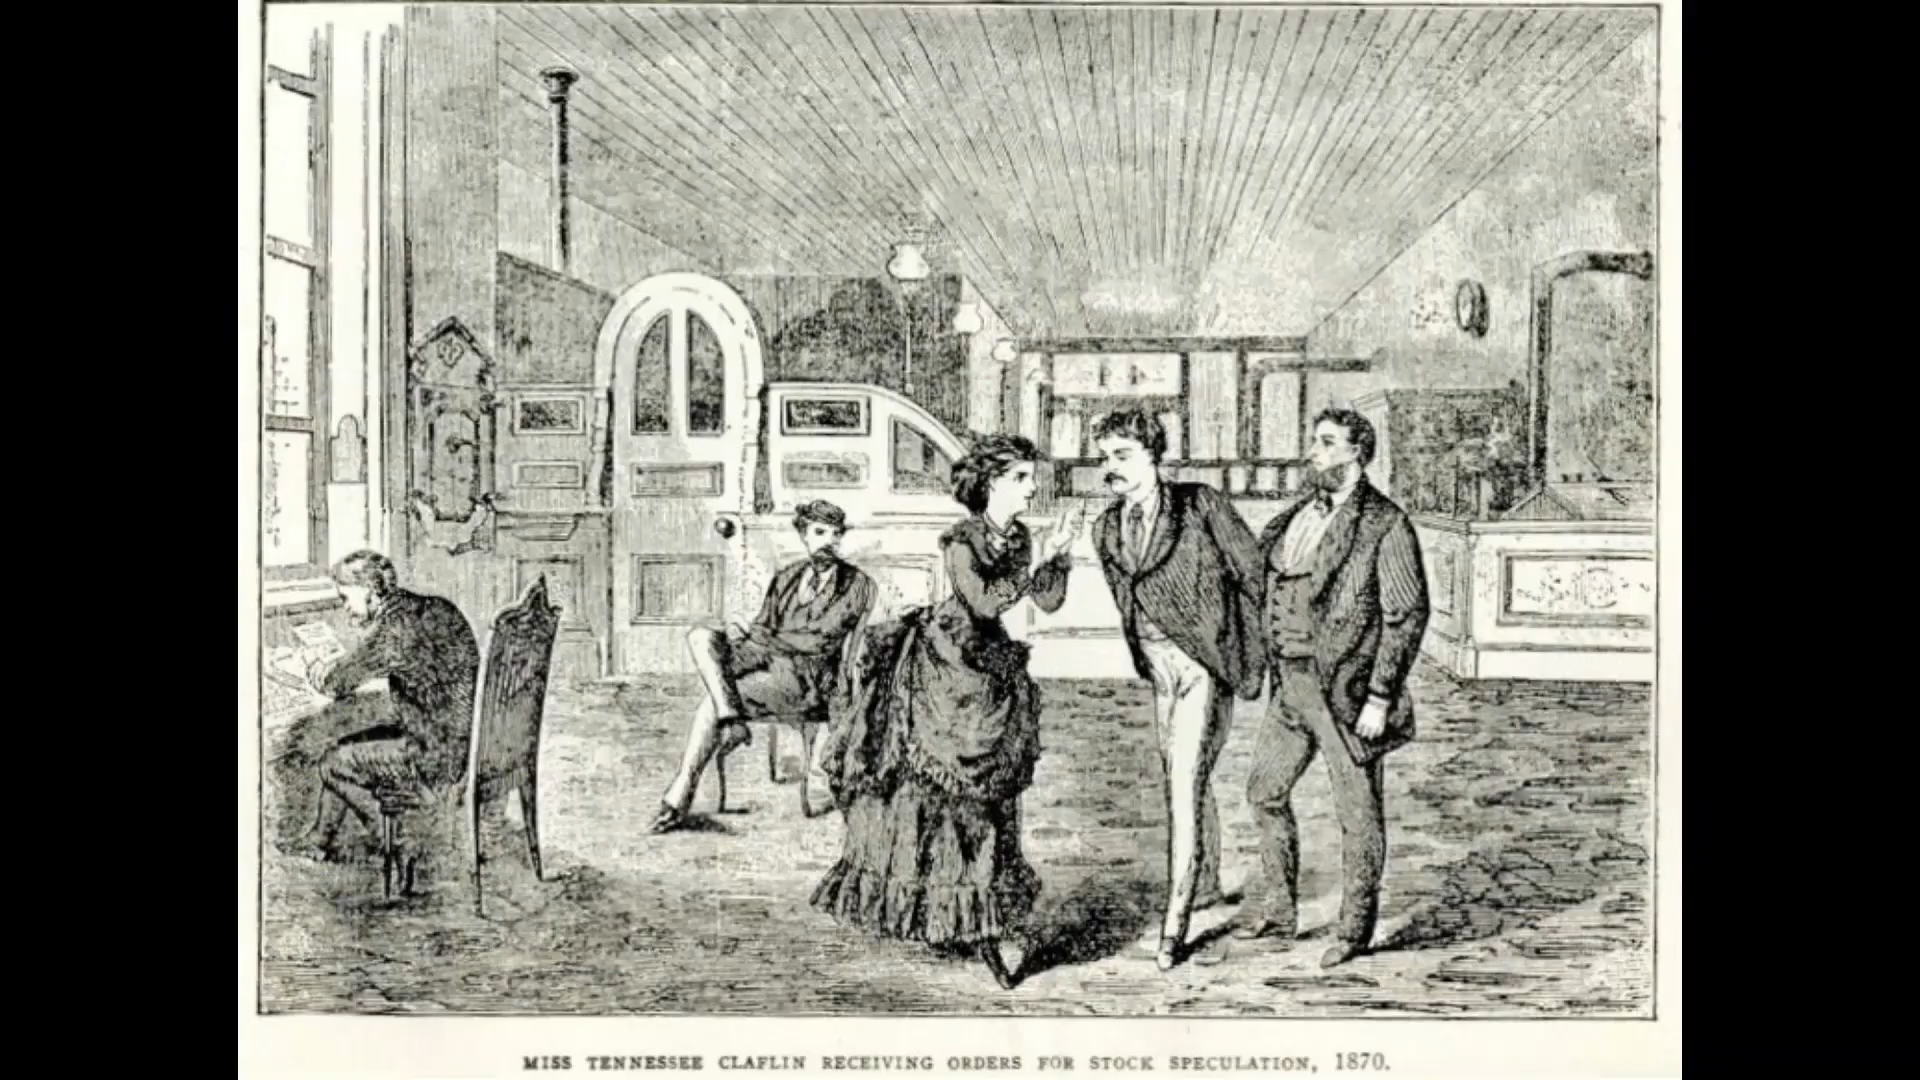 MISS TENNESSEE CLAFLIN RECEIVING ORDERS FOR STOCK SPECULATION, 1870.